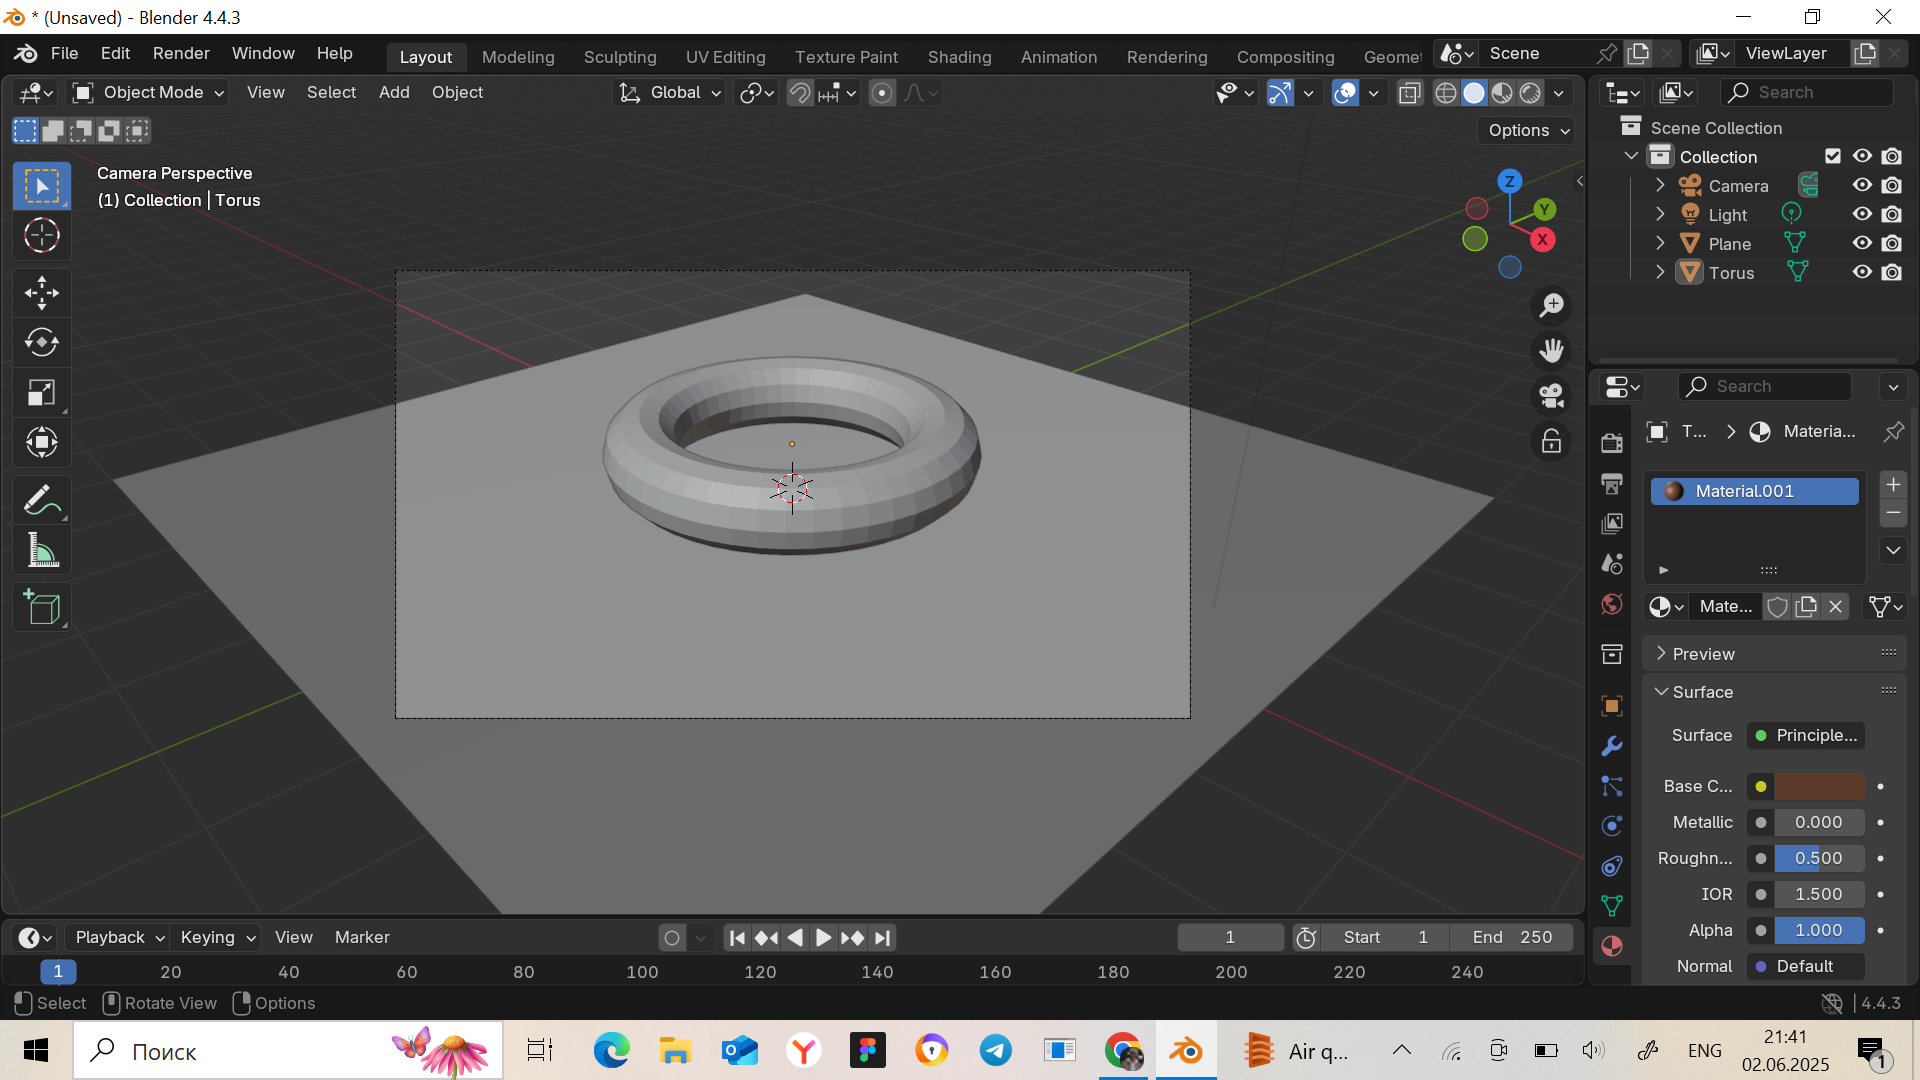 * (Unsaved) - Blender 4.4.3
File Edit Render Window Help
Layout Modeling Sculpting UV Editing Texture Paint Shading Animation Rendering Compositing Geomet
Scene
ViewLayer
Object Mode View Select Add Object
Global
Search
Options
Camera Perspective
(1) Collection | Torus
Z
Y
X
Scene Collection
Collection
Camera
Light
Plane
Torus
Search
T... Materia...
Material.001
Mate...
Preview
Surface
Surface Principle...
Base C...
Metallic 0.000
Roughn... 0.500
IOR 1.500
Alpha 1.000
Normal Default
Playback Keying View Marker
1 Start 1 End 250
1 20 40 60 80 100 120 140 160 180 200 220 240
Select Rotate View Options
4.4.3
Поиск
Air q...
ENG
21:41
02.06.2025
1